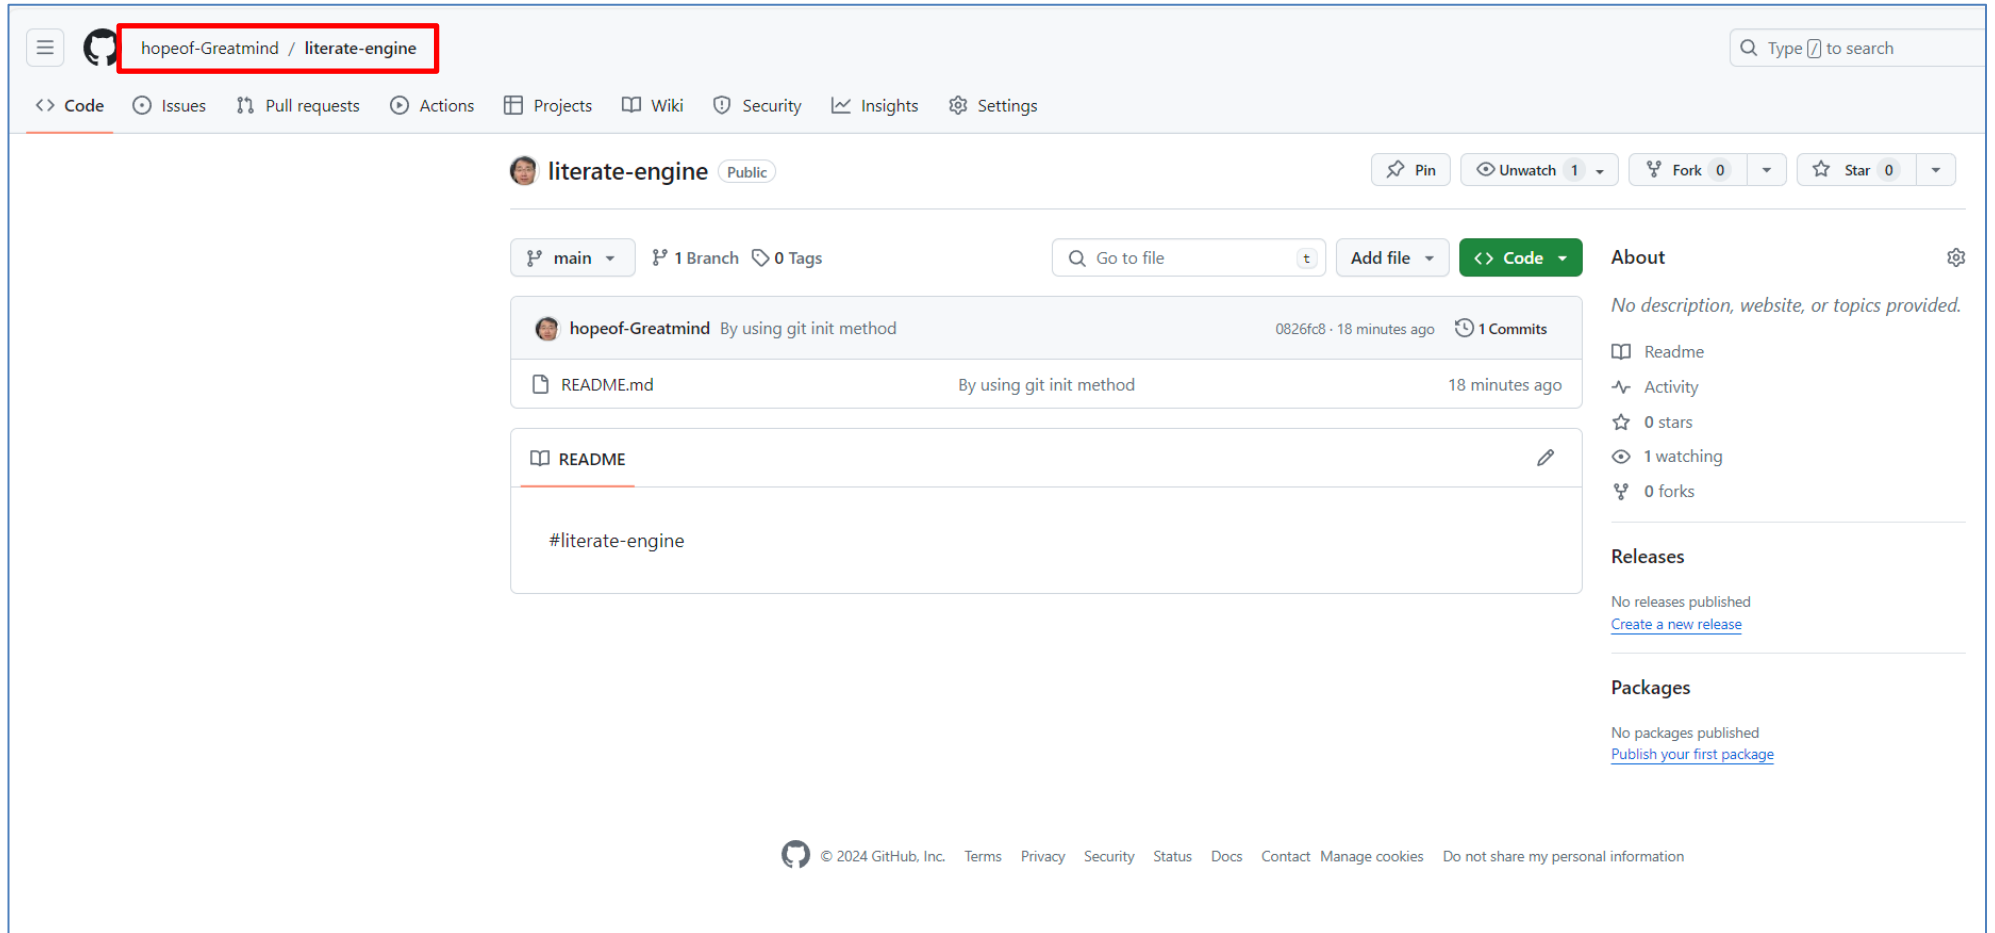 hopeof-Greatmind / literate-engine
Type / to search
Code Issues Pull requests Actions Projects Wiki Security Insights Settings
literate-engine Public
Pin Unwatch 1 Fork 0 Star 0
main 1 Branch 0 Tags Go to file t Add file Code
hopeof-Greatmind By using git init method 0826fc8 · 18 minutes ago 1 Commits
README.md By using git init method 18 minutes ago
README
#literate-engine
About
No description, website, or topics provided.
Readme
Activity
0 stars
1 watching
0 forks
Releases
No releases published
Create a new release
Packages
No packages published
Publish your first package
© 2024 GitHub, Inc. Terms Privacy Security Status Docs Contact Manage cookies Do not share my personal information